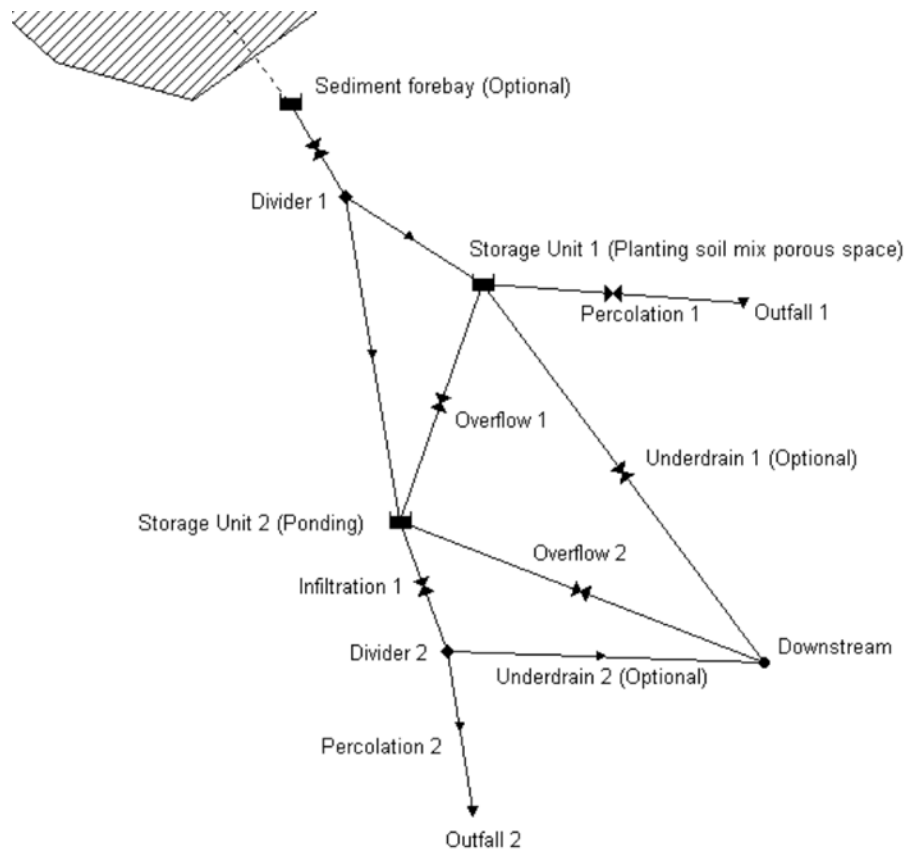 Sediment forebay (Optional)
Divider 1
Storage Unit 1 (Planting soil mix porous space)
Percolation 1
Outfall 1
Overflow 1
Underdrain 1 (Optional)
Storage Unit 2 (Ponding)
Overflow 2
Infiltration 1
Divider 2
Downstream
Underdrain 2 (Optional)
Percolation 2
Outfall 2